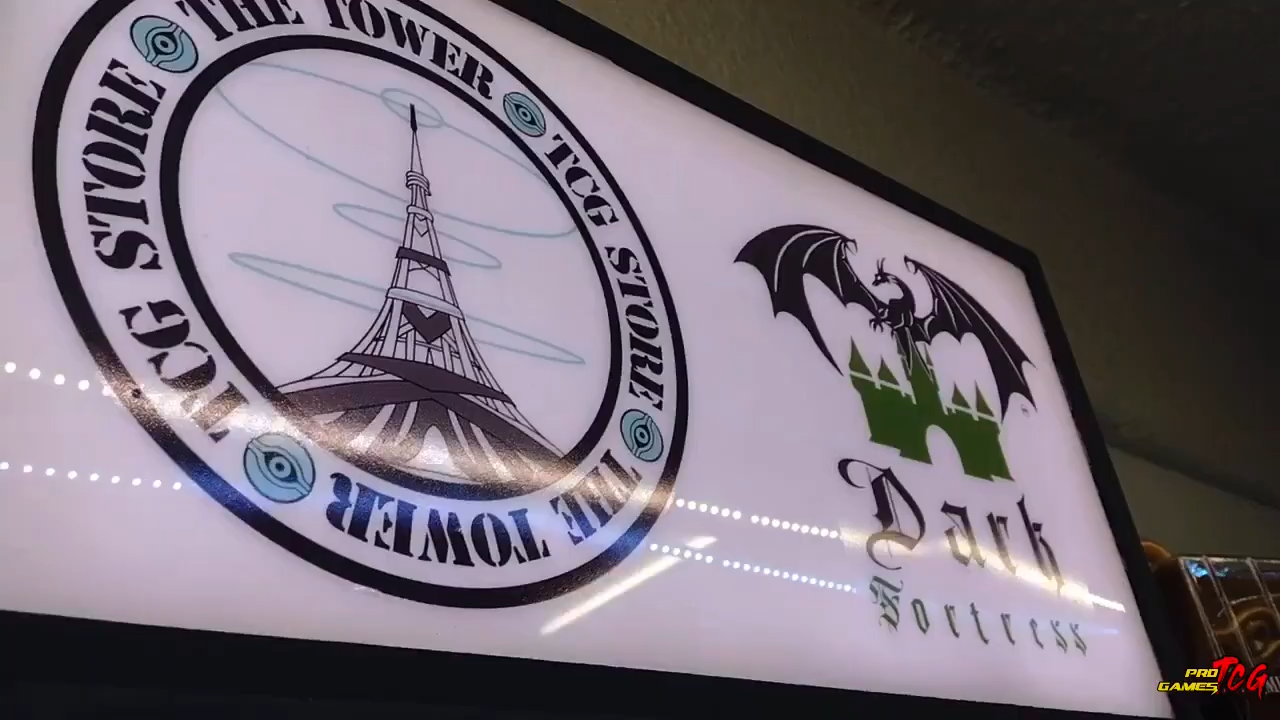 THE TOWER
TCG STORE
THE TOWER
TCG STORE
Dark
Fortress
PRO
GAMES TCG